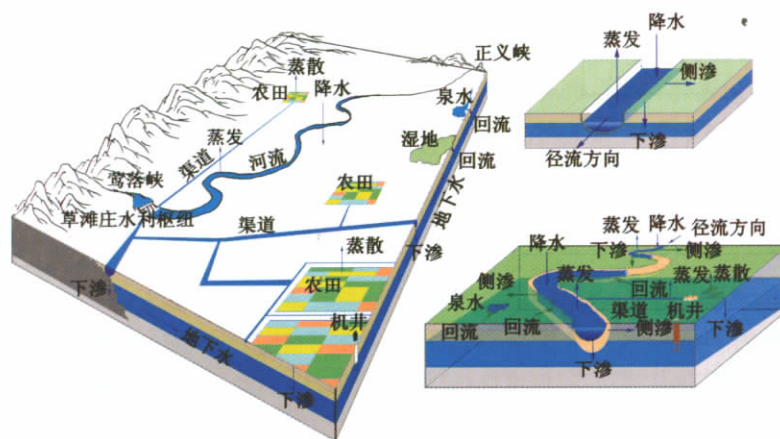 正义峡
蒸散
农田
降水
泉水
回流
湿地
回流
蒸发
渠道
河流
莺落峡
农田
地下水
草滩庄水利枢纽
渠道
下渗
蒸散
下渗
农田
机井
地下水
下渗
降水
蒸发
侧渗
下渗
径流方向
蒸发
降水
径流方向
降水
下渗
侧渗
蒸发
蒸发
蒸散
侧渗
回流
泉水
渠道
机井
回流
回流
侧渗
下渗
下渗